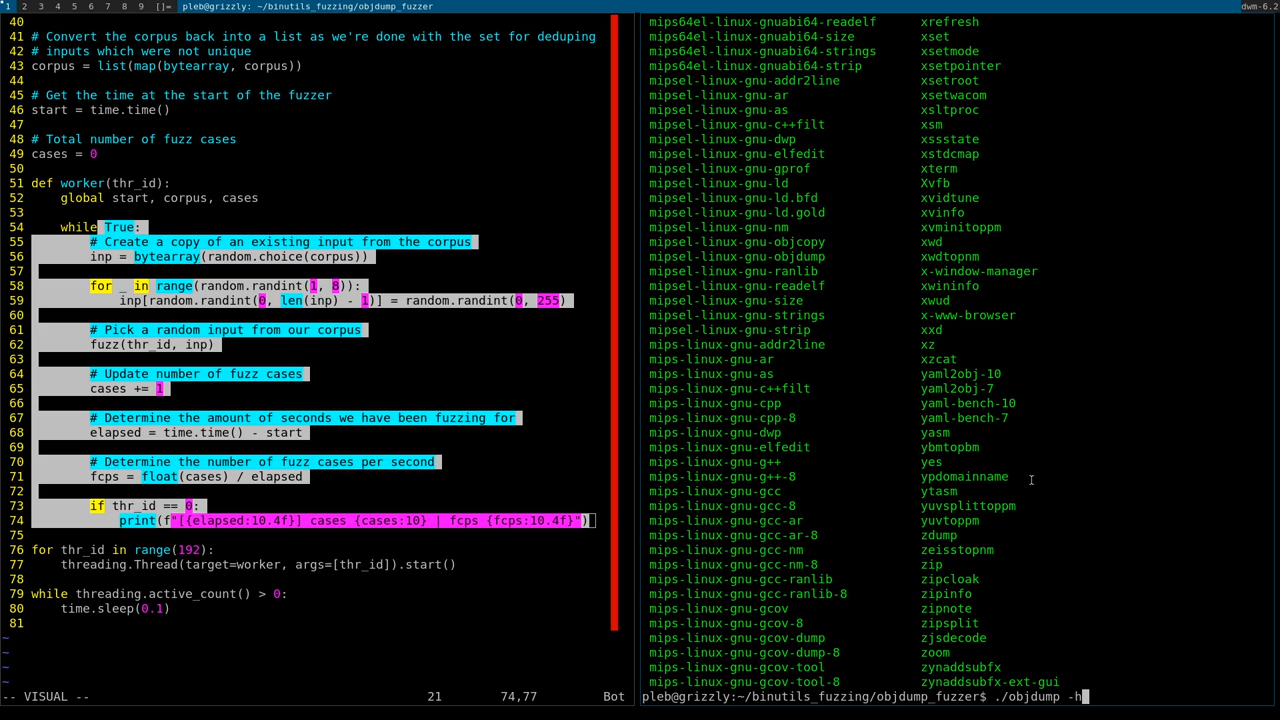 1 2 3 4 5 6 7 8 9 []= pleb@grizzly: ~/binutils_fuzzing/objdump_fuzzer dwm-6.2
40
41 # Convert the corpus back into a list as we're done with the set for deduping
42 # inputs which were not unique
43 corpus = list(map(bytearray, corpus))
44
45 # Get the time at the start of the fuzzer
46 start = time.time()
47
48 # Total number of fuzz cases
49 cases = 0
50
51 def worker(thr_id):
52     global start, corpus, cases
53
54     while True:
55         # Create a copy of an existing input from the corpus
56         inp = bytearray(random.choice(corpus))
57
58         for _ in range(random.randint(1, 8)):
59             inp[random.randint(0, len(inp) - 1)] = random.randint(0, 255)
60
61         # Pick a random input from our corpus
62         fuzz(thr_id, inp)
63
64         # Update number of fuzz cases
65         cases += 1
66
67         # Determine the amount of seconds we have been fuzzing for
68         elapsed = time.time() - start
69
70         # Determine the number of fuzz cases per second
71         fcps = float(cases) / elapsed
72
73         if thr_id == 0:
74             print(f"[{elapsed:10.4f}] cases {cases:10} | fcps {fcps:10.4f}")
75
76 for thr_id in range(192):
77     threading.Thread(target=worker, args=[thr_id]).start()
78
79 while threading.active_count() > 0:
80     time.sleep(0.1)
81
~
~
~
~
-- VISUAL -- 21 74,77 Bot
mips64el-linux-gnuabi64-readelf xrefresh
mips64el-linux-gnuabi64-size xset
mips64el-linux-gnuabi64-strings xsetmode
mips64el-linux-gnuabi64-strip xsetpointer
mipsel-linux-gnu-addr2line xsetroot
mipsel-linux-gnu-ar xsetwacom
mipsel-linux-gnu-as xsltproc
mipsel-linux-gnu-c++filt xsm
mipsel-linux-gnu-dwp xssstate
mipsel-linux-gnu-elfedit xstdcmap
mipsel-linux-gnu-gprof xterm
mipsel-linux-gnu-ld Xvfb
mipsel-linux-gnu-ld.bfd xvidtune
mipsel-linux-gnu-ld.gold xvinfo
mipsel-linux-gnu-nm xvminitoppm
mipsel-linux-gnu-objcopy xwd
mipsel-linux-gnu-objdump xwdtopnm
mipsel-linux-gnu-ranlib x-window-manager
mipsel-linux-gnu-readelf xwininfo
mipsel-linux-gnu-size xwud
mipsel-linux-gnu-strings x-www-browser
mipsel-linux-gnu-strip xxd
mips-linux-gnu-addr2line xz
mips-linux-gnu-ar xzcat
mips-linux-gnu-as yaml2obj-10
mips-linux-gnu-c++filt yaml2obj-7
mips-linux-gnu-cpp yaml-bench-10
mips-linux-gnu-cpp-8 yaml-bench-7
mips-linux-gnu-dwp yasm
mips-linux-gnu-elfedit ybmtopbm
mips-linux-gnu-g++ yes
mips-linux-gnu-g++-8 ypdomainname
mips-linux-gnu-gcc ytasm
mips-linux-gnu-gcc-8 yuvsplittoppm
mips-linux-gnu-gcc-ar yuvtoppm
mips-linux-gnu-gcc-ar-8 zdump
mips-linux-gnu-gcc-nm zeisstopnm
mips-linux-gnu-gcc-nm-8 zip
mips-linux-gnu-gcc-ranlib zipcloak
mips-linux-gnu-gcc-ranlib-8 zipinfo
mips-linux-gnu-gcov zipnote
mips-linux-gnu-gcov-8 zipsplit
mips-linux-gnu-gcov-dump zjsdecode
mips-linux-gnu-gcov-dump-8 zoom
mips-linux-gnu-gcov-tool zynaddsubfx
mips-linux-gnu-gcov-tool-8 zynaddsubfx-ext-gui
pleb@grizzly:~/binutils_fuzzing/objdump_fuzzer$ ./objdump -h